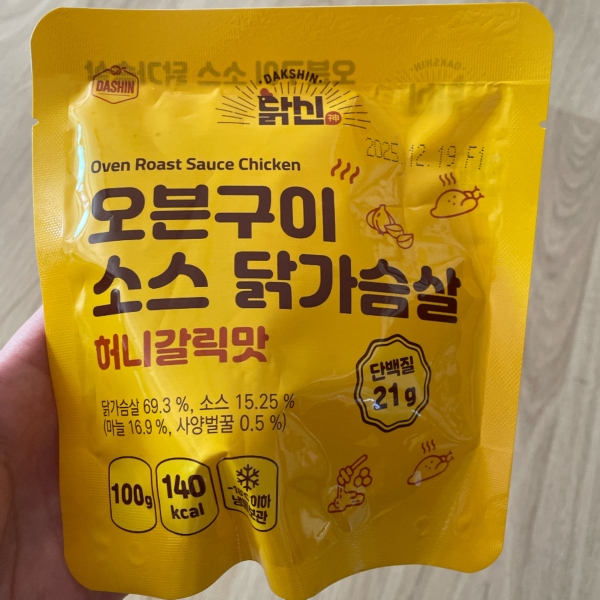 DASHIN
DAKSHIN
닭신
神
2025.12.19 F1
Oven Roast Sauce Chicken
오븐구이
소스 닭가슴살
허니갈릭맛
단백질
21g
닭가슴살 69.3 %, 소스 15.25 %
(마늘 16.9 %, 사양벌꿀 0.5 %)
100g
140
kcal